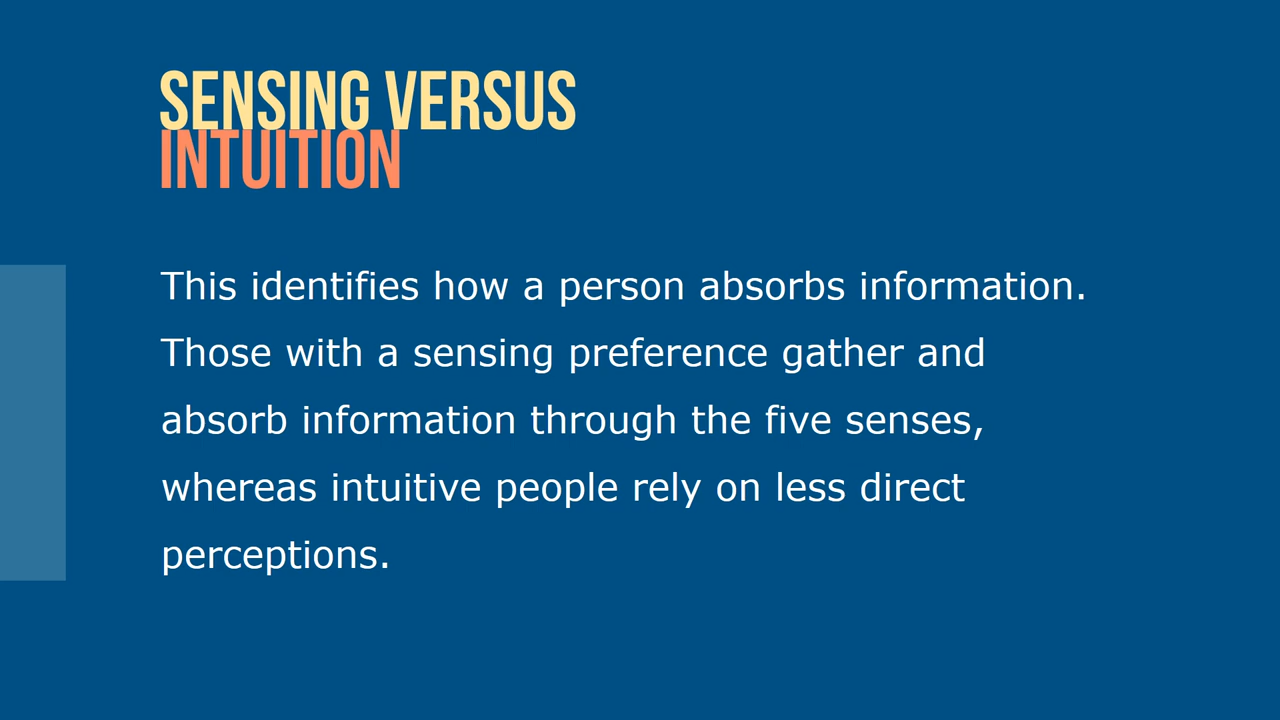 SENSING VERSUS
INTUITION
This identifies how a person absorbs information.
Those with a sensing preference gather and
absorb information through the five senses,
whereas intuitive people rely on less direct
perceptions.